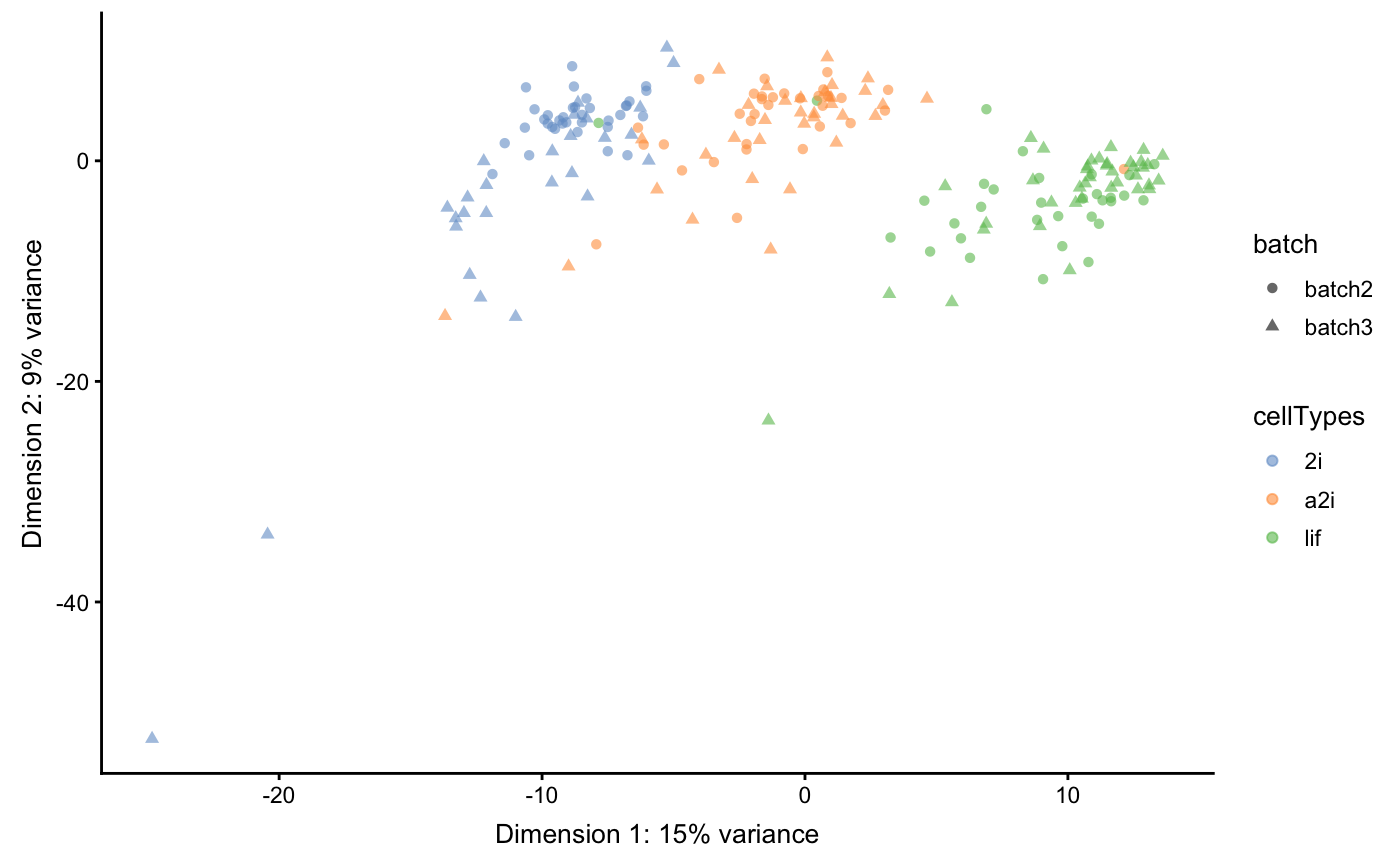 0
-20
-40
Dimension 2: 9% variance
-20
-10
0
10
Dimension 1: 15% variance
batch
batch2
batch3
cellTypes
2i
a2i
lif